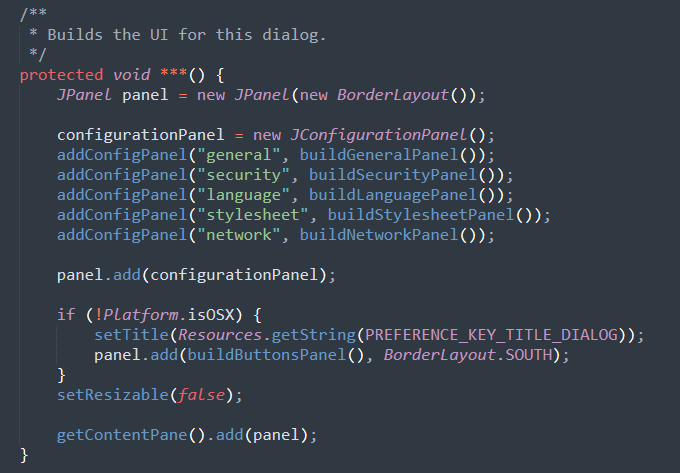 /**
 * Builds the UI for this dialog.
 */
protected void ***() {
    JPanel panel = new JPanel(new BorderLayout());

    configurationPanel = new JConfigurationPanel();
    addConfigPanel("general", buildGeneralPanel());
    addConfigPanel("security", buildSecurityPanel());
    addConfigPanel("language", buildLanguagePanel());
    addConfigPanel("stylesheet", buildStylesheetPanel());
    addConfigPanel("network", buildNetworkPanel());

    panel.add(configurationPanel);

    if (!Platform.isOSX) {
        setTitle(Resources.getString(PREFERENCE_KEY_TITLE_DIALOG));
        panel.add(buildButtonsPanel(), BorderLayout.SOUTH);
    }
    setResizable(false);

    getContentPane().add(panel);
}